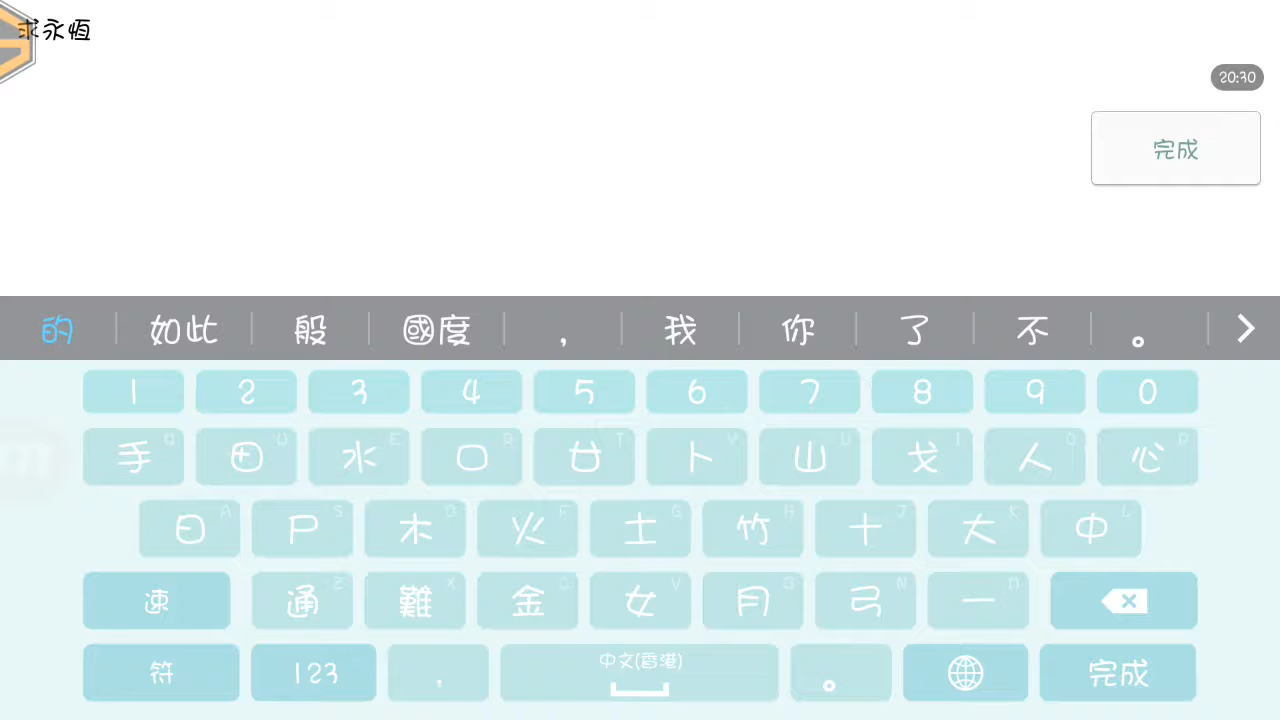 求永恆
20:30
完成
的 如此 般 國度 , 我 你 了 不 。
1 2 3 4 5 6 7 8 9 0
手 田 水 口 廿 卜 山 戈 人 心
日 尸 木 火 土 竹 十 大 中
速 通 難 金 女 月 弓 一
符 123 , 中文(香港) 。 完成